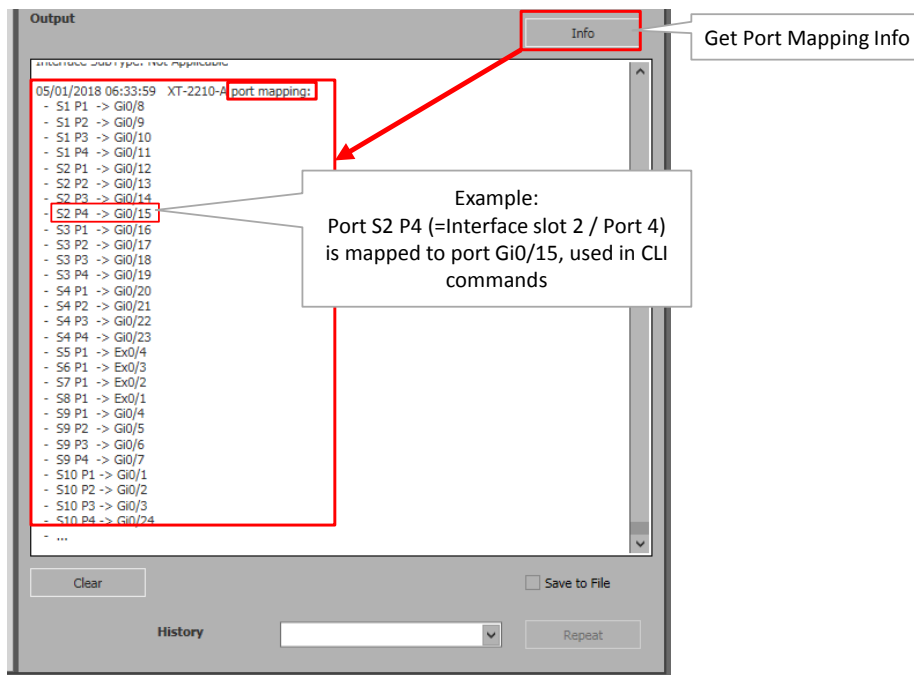 Output
Info
Get Port Mapping Info
Interface SubType: Not Applicable
05/01/2018 06:33:59 XT-2210-A port mapping:
- S1 P1 -> Gi0/8
- S1 P2 -> Gi0/9
- S1 P3 -> Gi0/10
- S1 P4 -> Gi0/11
- S2 P1 -> Gi0/12
- S2 P2 -> Gi0/13
- S2 P3 -> Gi0/14
- S2 P4 -> Gi0/15
- S3 P1 -> Gi0/16
- S3 P2 -> Gi0/17
- S3 P3 -> Gi0/18
- S3 P4 -> Gi0/19
- S4 P1 -> Gi0/20
- S4 P2 -> Gi0/21
- S4 P3 -> Gi0/22
- S4 P4 -> Gi0/23
- S5 P1 -> Ex0/4
- S6 P1 -> Ex0/3
- S7 P1 -> Ex0/2
- S8 P1 -> Ex0/1
- S9 P1 -> Gi0/4
- S9 P2 -> Gi0/5
- S9 P3 -> Gi0/6
- S9 P4 -> Gi0/7
- S10 P1 -> Gi0/1
- S10 P2 -> Gi0/2
- S10 P3 -> Gi0/3
- S10 P4 -> Gi0/24
- ...
Example:
Port S2 P4 (=Interface slot 2 / Port 4)
is mapped to port Gi0/15, used in CLI
commands
Clear
Save to File
History
Repeat